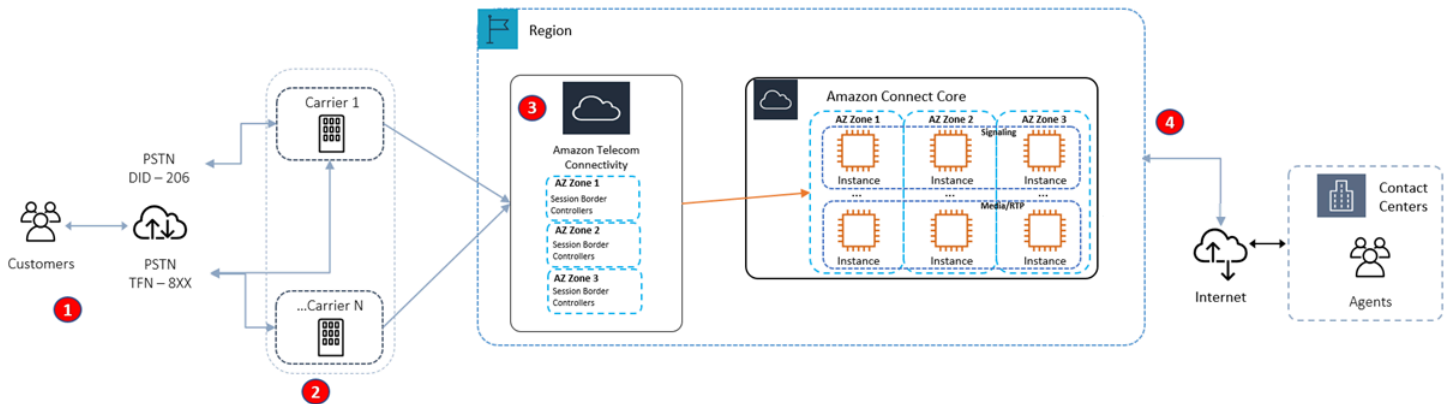 Region
Carrier 1
PSTN
DID – 206
Customers
PSTN
TFN – 8XX
1
...Carrier N
2
3
Amazon Telecom
Connectivity
AZ Zone 1
Session Border
Controllers
AZ Zone 2
Session Border
Controllers
AZ Zone 3
Session Border
Controllers
Amazon Connect Core
AZ Zone 1
AZ Zone 2
AZ Zone 3
Signaling
Instance
Instance
Instance
...
...
...
Media/RTP
Instance
Instance
Instance
4
Internet
Contact
Centers
Agents